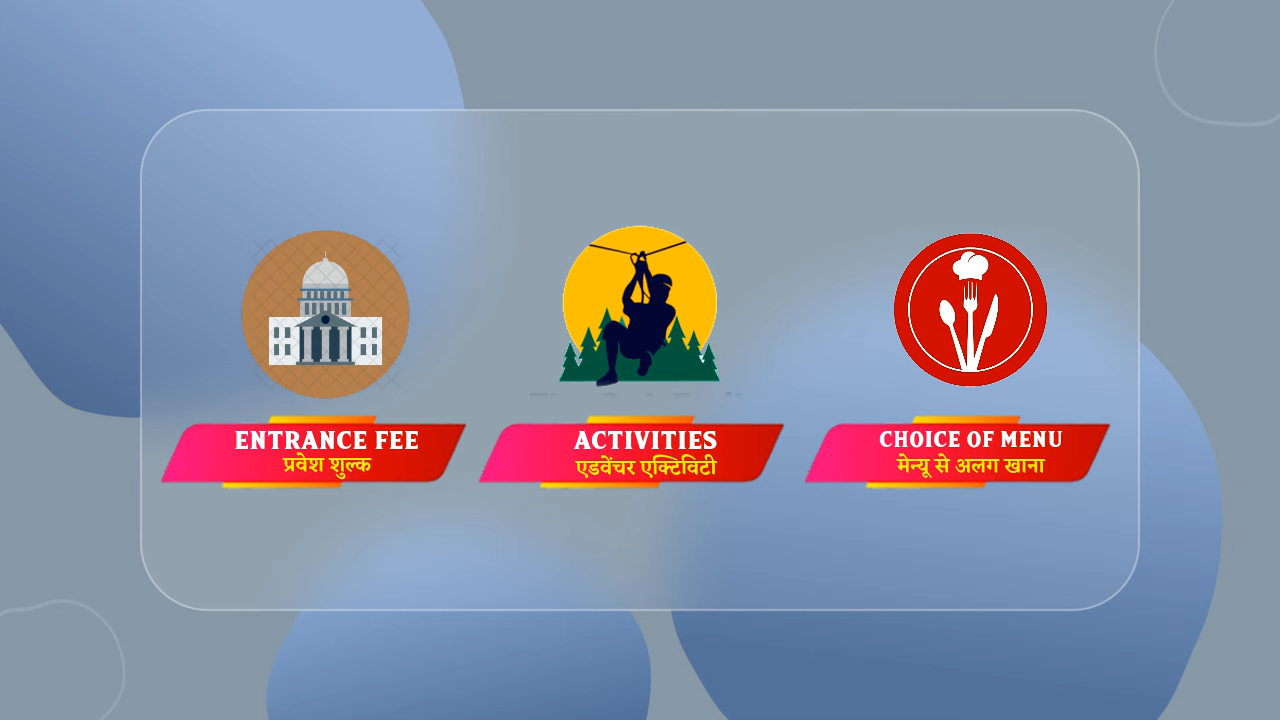 ENTRANCE FEE
प्रवेश शुल्क
ACTIVITIES
एडवेंचर एक्टिविटी
CHOICE OF MENU
मेन्यू से अलग खाना